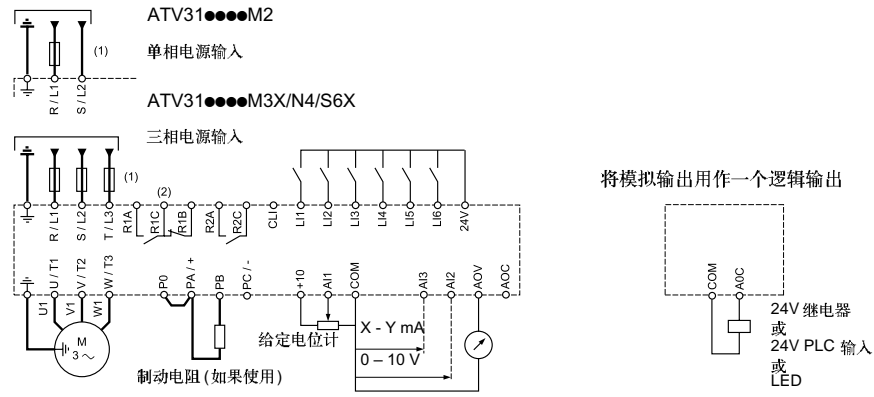 ATV31●●●●M2
单相电源输入
(1)
R / L1
S / L2
ATV31●●●●M3X/N4/S6X
三相电源输入
(1)
(2)
R / L1
S / L2
T / L3
R1A
R1C
R1B
R2A
R2C
CLI
LI1
LI2
LI3
LI4
LI5
LI6
24V
U / T1
V / T2
W / T3
P0
PA / +
PB
PC / -
+10
AI1
COM
AI3
AI2
AOV
AOC
U1
V1
W1
M
3 ~
给定电位计
X - Y mA
0 – 10 V
制动电阻 (如果使用)
将模拟输出用作一个逻辑输出
COM
A0C
24V 继电器
或
24V PLC 输入
或
LED